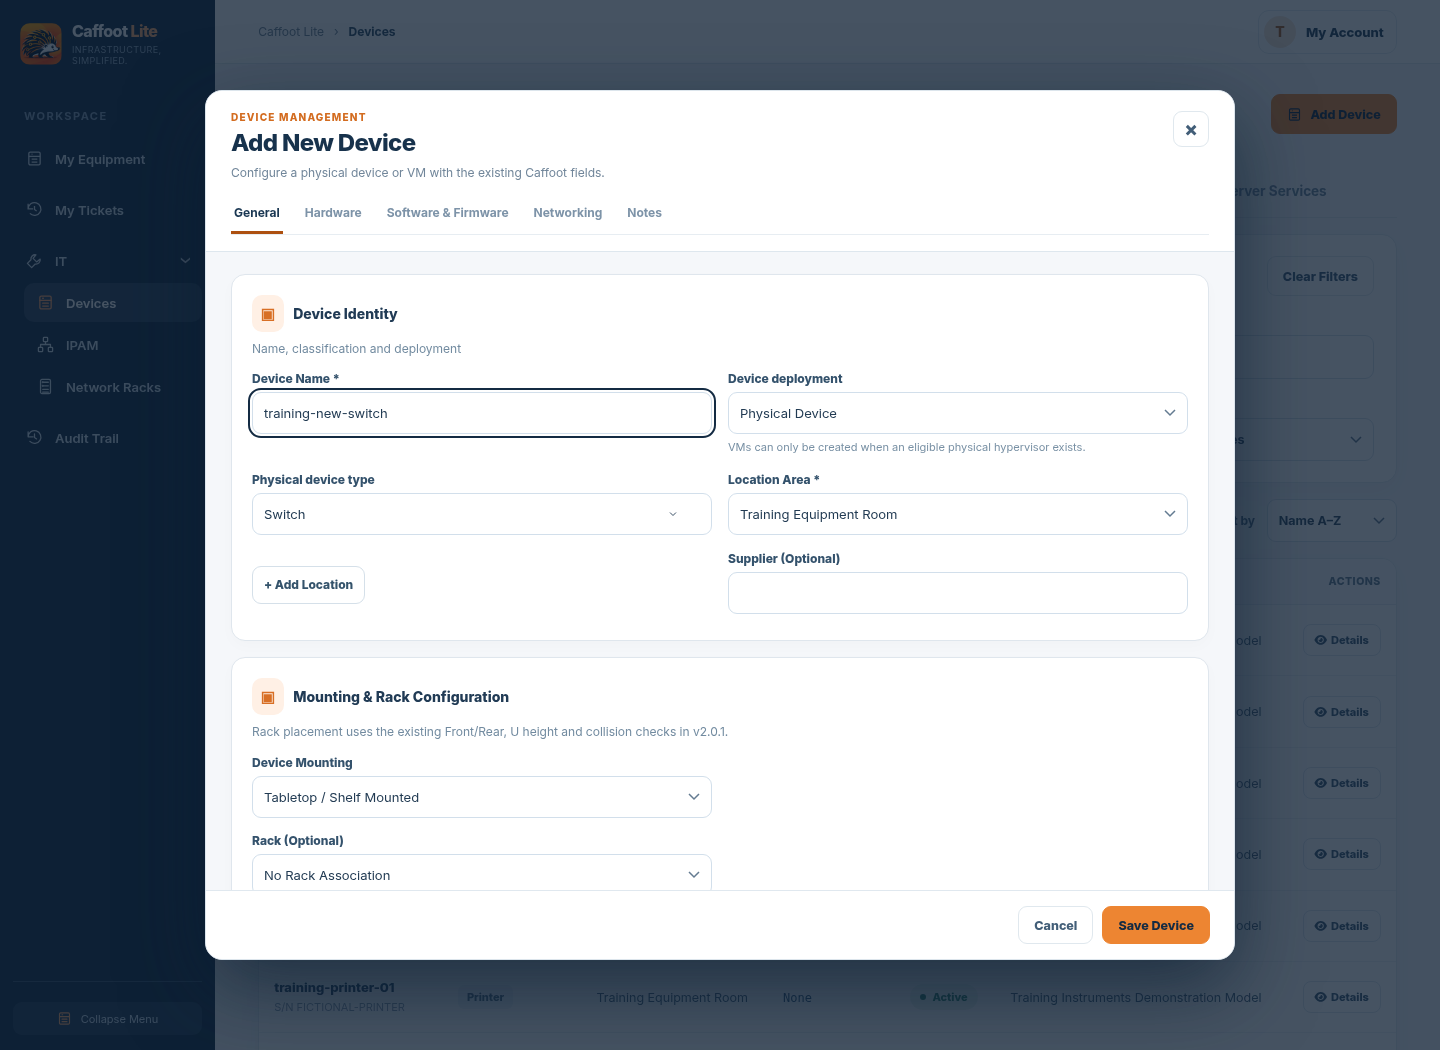 Caffoot Lite
INFRASTRUCTURE,
SIMPLIFIED.
Caffoot Lite › Devices
T My Account
WORKSPACE
My Equipment
My Tickets
IT
Devices
IPAM
Network Racks
Audit Trail
Collapse Menu
Add Device
Services
Clear Filters
by
Name A–Z
ACTIONS
Details
Details
Details
Details
Details
DEVICE MANAGEMENT
Add New Device
Configure a physical device or VM with the existing Caffoot fields.
General Hardware Software & Firmware Networking Notes
Device Identity
Name, classification and deployment
Device Name * Device deployment
training-new-switch Physical Device
VMs can only be created when an eligible physical hypervisor exists.
Physical device type Location Area *
Switch Training Equipment Room
Supplier (Optional)
+ Add Location
Mounting & Rack Configuration
Rack placement uses the existing Front/Rear, U height and collision checks in v2.0.1.
Device Mounting
Tabletop / Shelf Mounted
Rack (Optional)
No Rack Association
Cancel Save Device
training-printer-01
S/N FICTIONAL-PRINTER
Printer Training Equipment Room None Active Training Instruments Demonstration Model Details